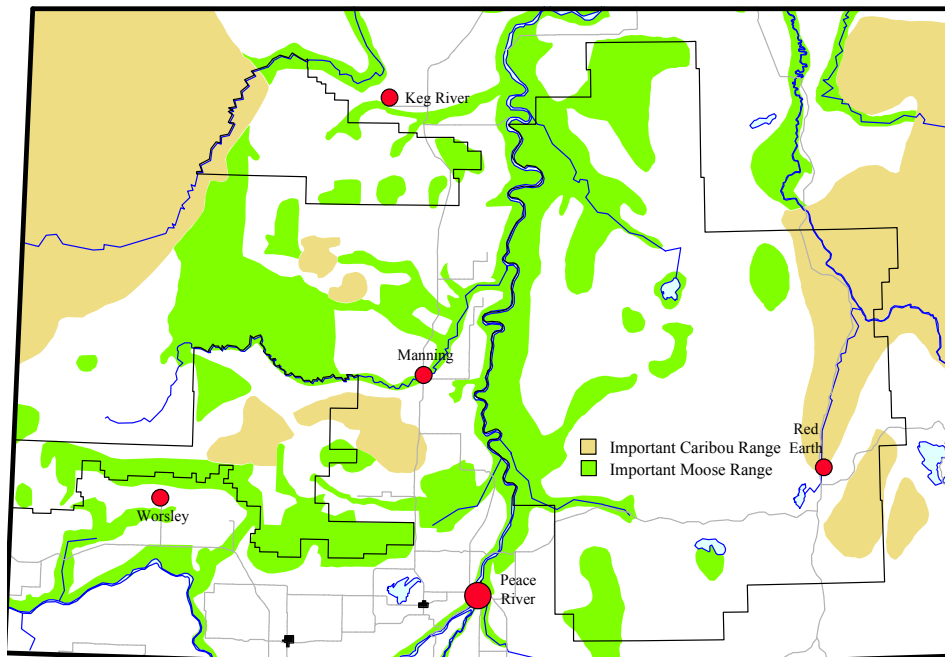 Keg River
Manning
Red
Earth
Important Caribou Range
Important Moose Range
Worsley
Peace
River